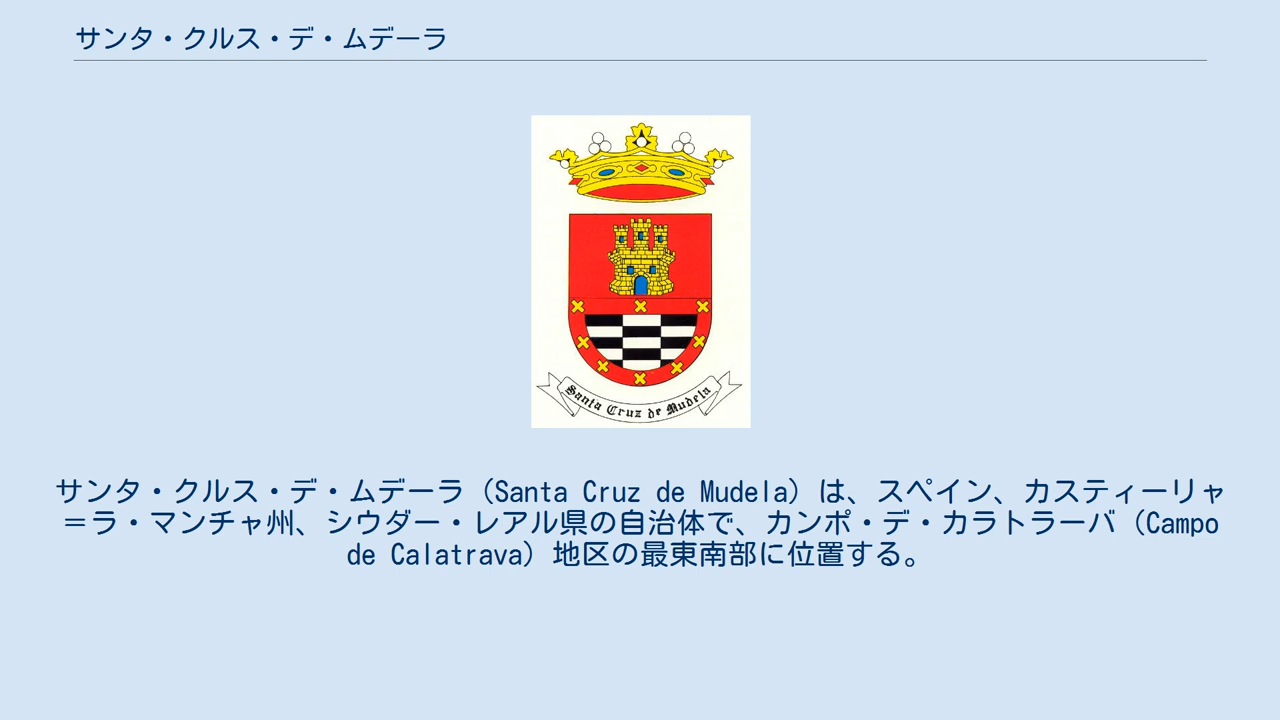 サンタ・クルス・デ・ムデーラ
Santa Cruz de Mudela
サンタ・クルス・デ・ムデーラ（Santa Cruz de Mudela）は、スペイン、カスティーリャ
＝ラ・マンチャ州、シウダー・レアル県の自治体で、カンポ・デ・カラトラーバ（Campo
de Calatrava）地区の最東南部に位置する。